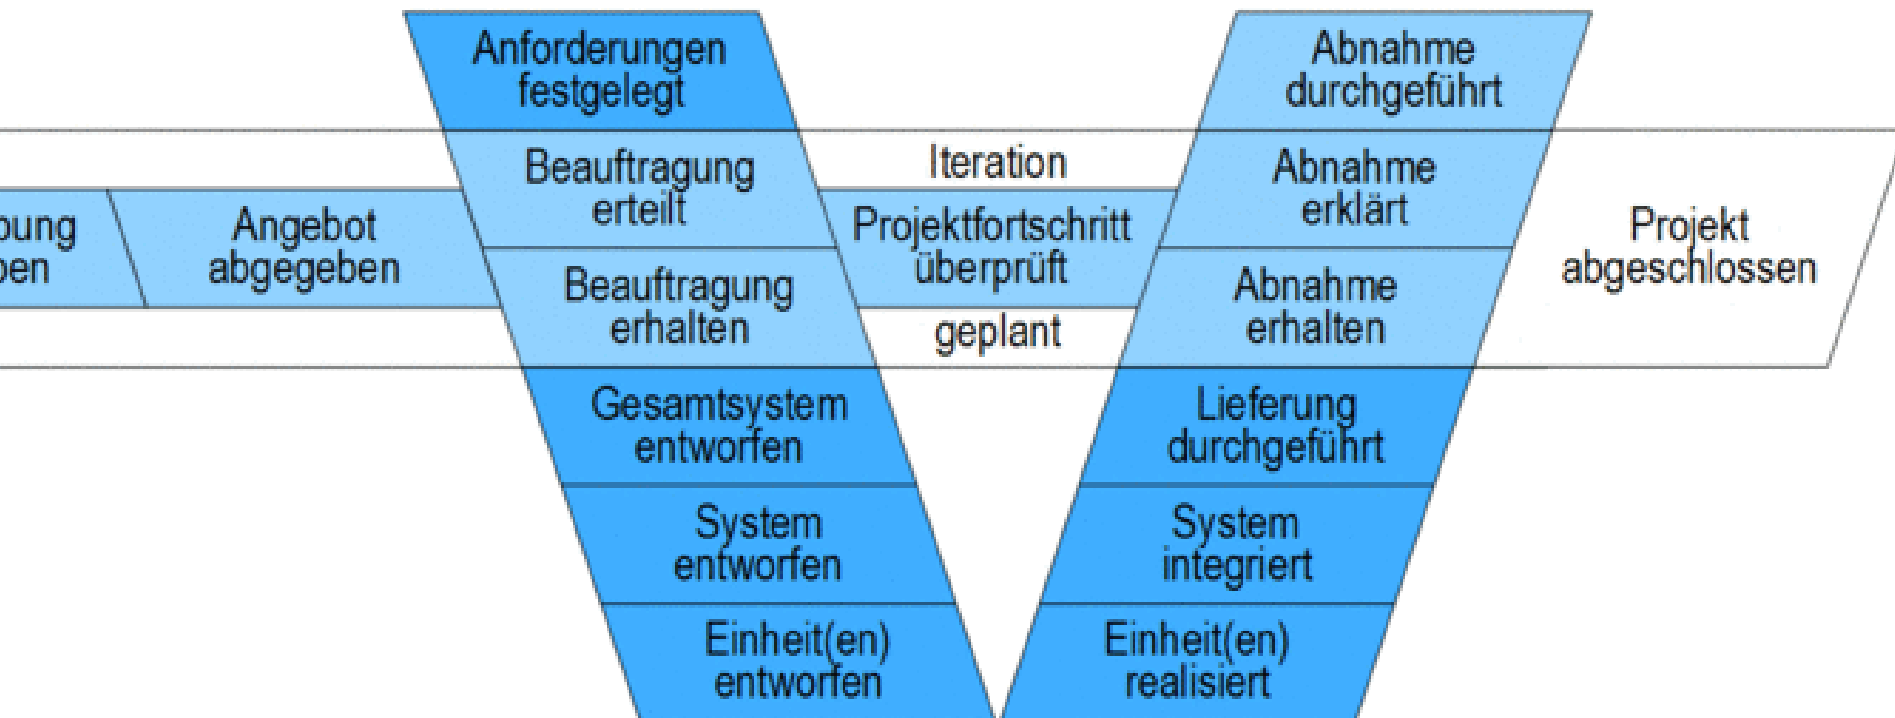 Anforderungen
festgelegt
Abnahme
durchgeführt
Beauftragung
erteilt
Iteration
Abnahme
erklärt
Angebot
abgegeben
Projektfortschritt
überprüft
Projekt
abgeschlossen
Beauftragung
erhalten
geplant
Abnahme
erhalten
Gesamtsystem
entworfen
Lieferung
durchgeführt
System
entworfen
System
integriert
Einheit(en)
entworfen
Einheit(en)
realisiert